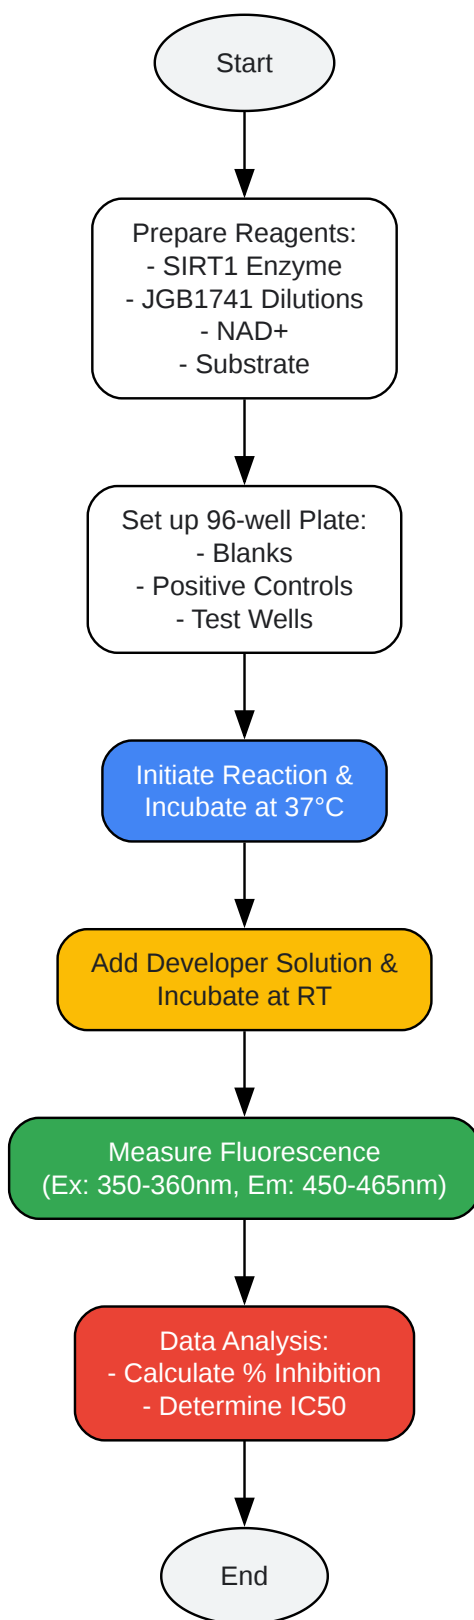 Start
Prepare Reagents:
- SIRT1 Enzyme
- JGB1741 Dilutions
- NAD+
- Substrate
Set up 96-well Plate:
- Blanks
- Positive Controls
- Test Wells
Initiate Reaction &
Incubate at 37°C
Add Developer Solution &
Incubate at RT
Measure Fluorescence
(Ex: 350-360nm, Em: 450-465nm)
Data Analysis:
- Calculate % Inhibition
- Determine IC50
End